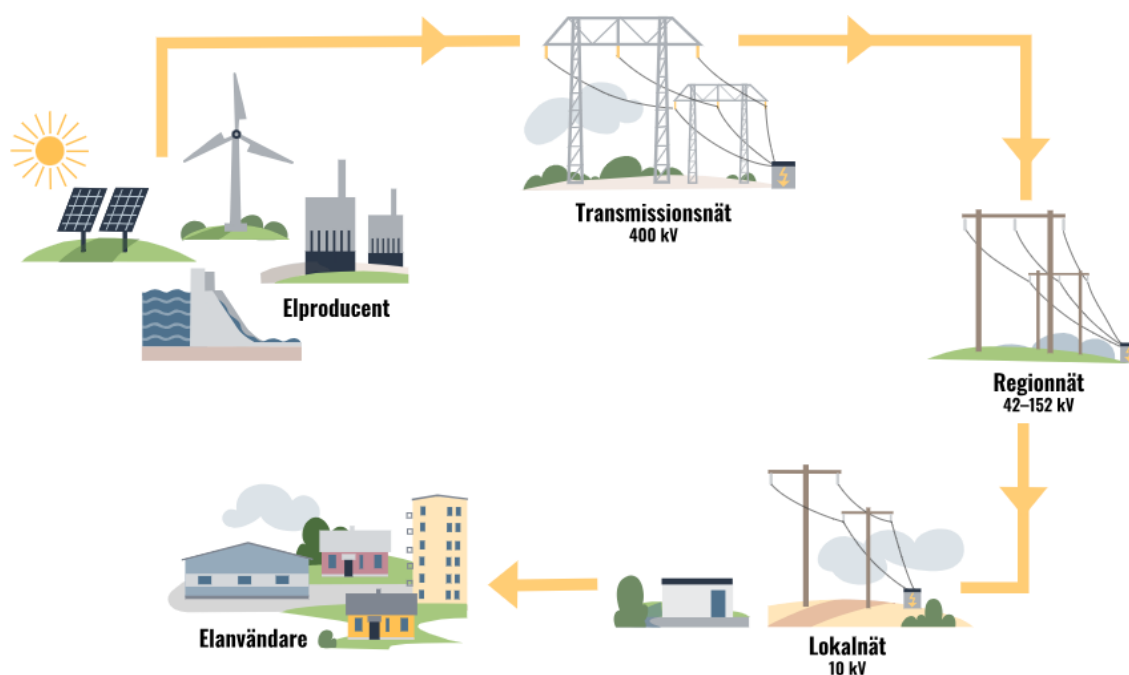 Transmissionsnät
400 kV
Elproducent
Regionnät
42–152 kV
Elanvändare
Lokalnät
10 kV